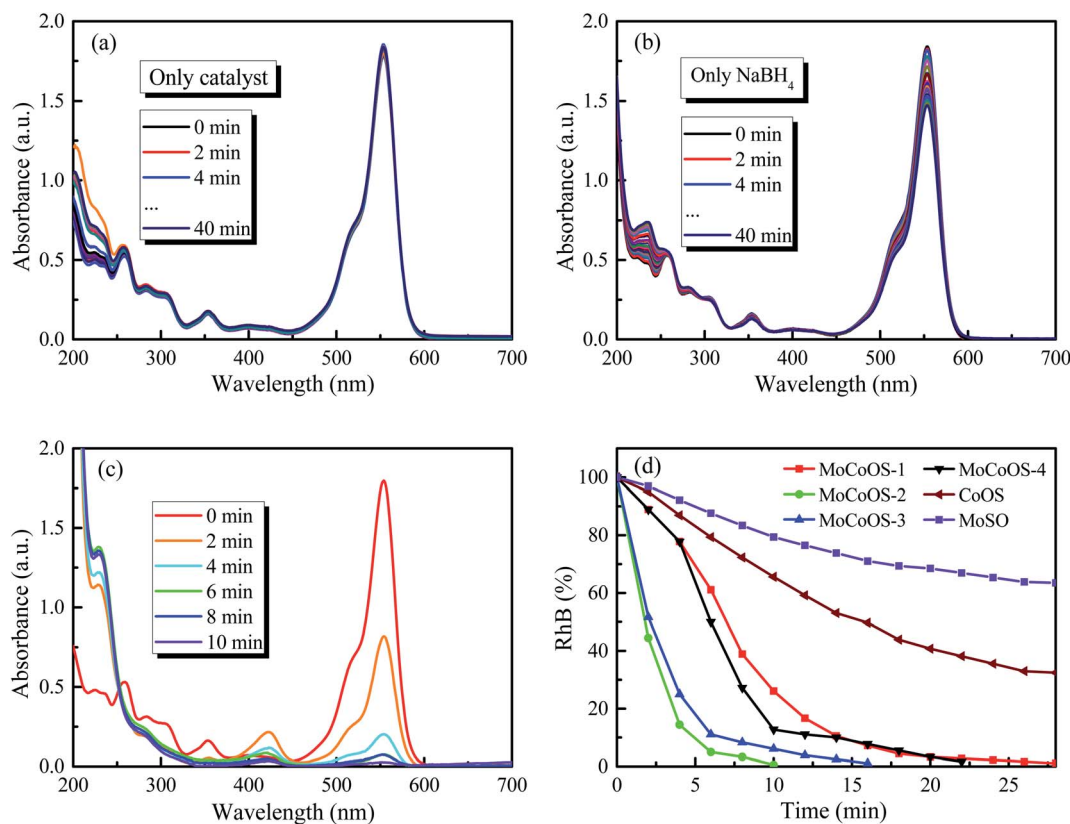 (a)
Only catalyst
0 min
2 min
4 min
...
40 min
2.0
1.5
1.0
0.5
0.0
200 300 400 500 600 700
Absorbance (a.u.)
Wavelength (nm)
(b)
Only NaBH₄
0 min
2 min
4 min
...
40 min
2.0
1.5
1.0
0.5
0.0
200 300 400 500 600 700
Absorbance (a.u.)
Wavelength (nm)
(c)
0 min
2 min
4 min
6 min
8 min
10 min
2.0
1.5
1.0
0.5
0.0
200 300 400 500 600 700
Absorbance (a.u.)
Wavelength (nm)
(d)
MoCoOS-1 MoCoOS-4
MoCoOS-2 CoOS
MoCoOS-3 MoSO
100
80
60
40
20
0
0 5 10 15 20 25
RhB (%)
Time (min)